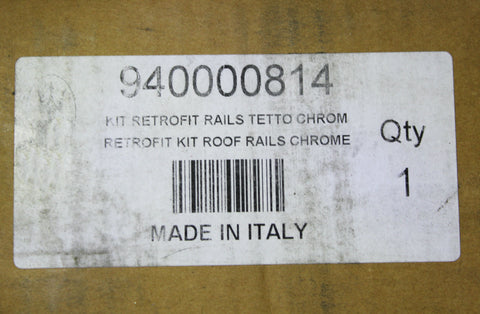 940000814
KIT RETROFIT RAILS TETTO CHROM
RETROFIT KIT ROOF RAILS CHROME
Qty
1
MADE IN ITALY